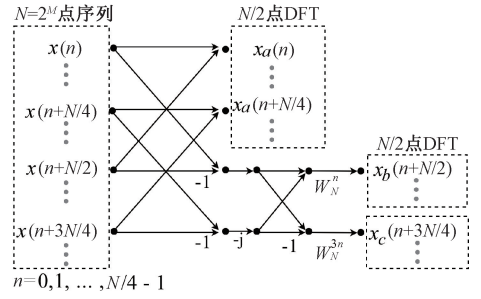 N=2^M点序列
N/2点DFT
x(n)
x_a(n)
x(n+N/4)
x_a(n+N/4)
N/2点DFT
x(n+N/2)
-1
W_N^n
x_b(n+N/2)
x(n+3N/4)
-1
-j
-1
W_N^{3n}
x_c(n+3N/4)
n=0,1, ... ,N/4 - 1